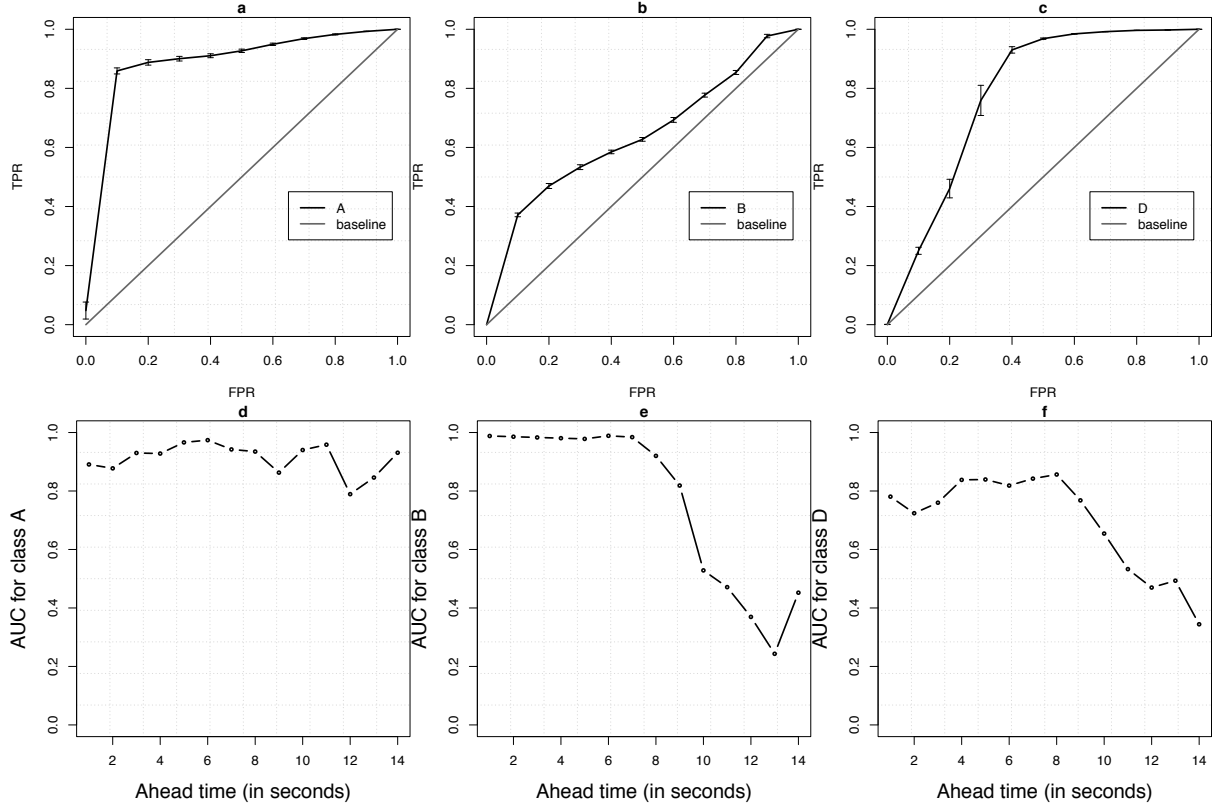 a
TPR
0.0 0.2 0.4 0.6 0.8 1.0
A
baseline
0.0 0.2 0.4 0.6 0.8 1.0
FPR
b
TPR
0.0 0.2 0.4 0.6 0.8 1.0
B
baseline
0.0 0.2 0.4 0.6 0.8 1.0
FPR
c
TPR
0.0 0.2 0.4 0.6 0.8 1.0
D
baseline
0.0 0.2 0.4 0.6 0.8 1.0
FPR
d
AUC for class A
0.0 0.2 0.4 0.6 0.8 1.0
2 4 6 8 10 12 14
Ahead time (in seconds)
e
AUC for class B
0.0 0.2 0.4 0.6 0.8 1.0
2 4 6 8 10 12 14
Ahead time (in seconds)
f
AUC for class D
0.0 0.2 0.4 0.6 0.8 1.0
2 4 6 8 10 12 14
Ahead time (in seconds)